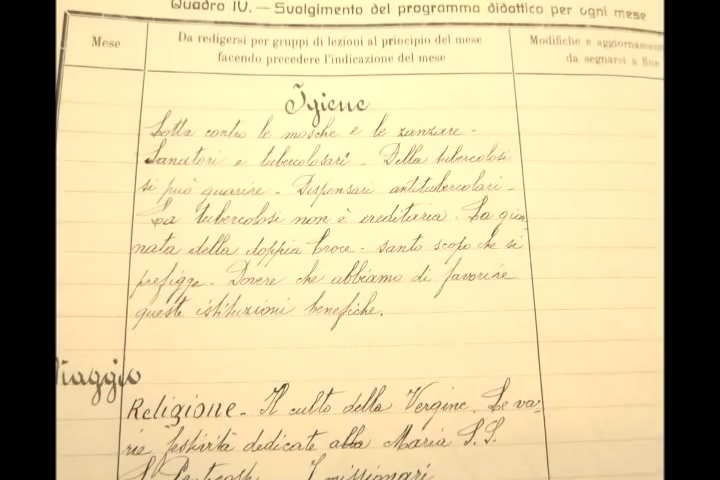 Quadro IV. — Svolgimento del programma didattico per ogni mese
Mese
Da redigersi per gruppi di lezioni al principio del mese
facendo precedere l'indicazione del mese
Modifiche e aggiornamen
da segnarsi a fine
Igiene
Lotta contro le mosche e le zanzare -
Sanatori e tubercolosari - Della tubercolosi
si può guarire - Dispensari antitubercolari -
La tubercolosi non è ereditaria. La gior
nata della doppia Croce - santo scopo che si
prefigge. Dovere che abbiamo di favorire
queste istituzioni benefiche.
Maggio
Religione - Il culto della Vergine. Le va-
rie festività dedicate alla Maria S.S.
I missionari